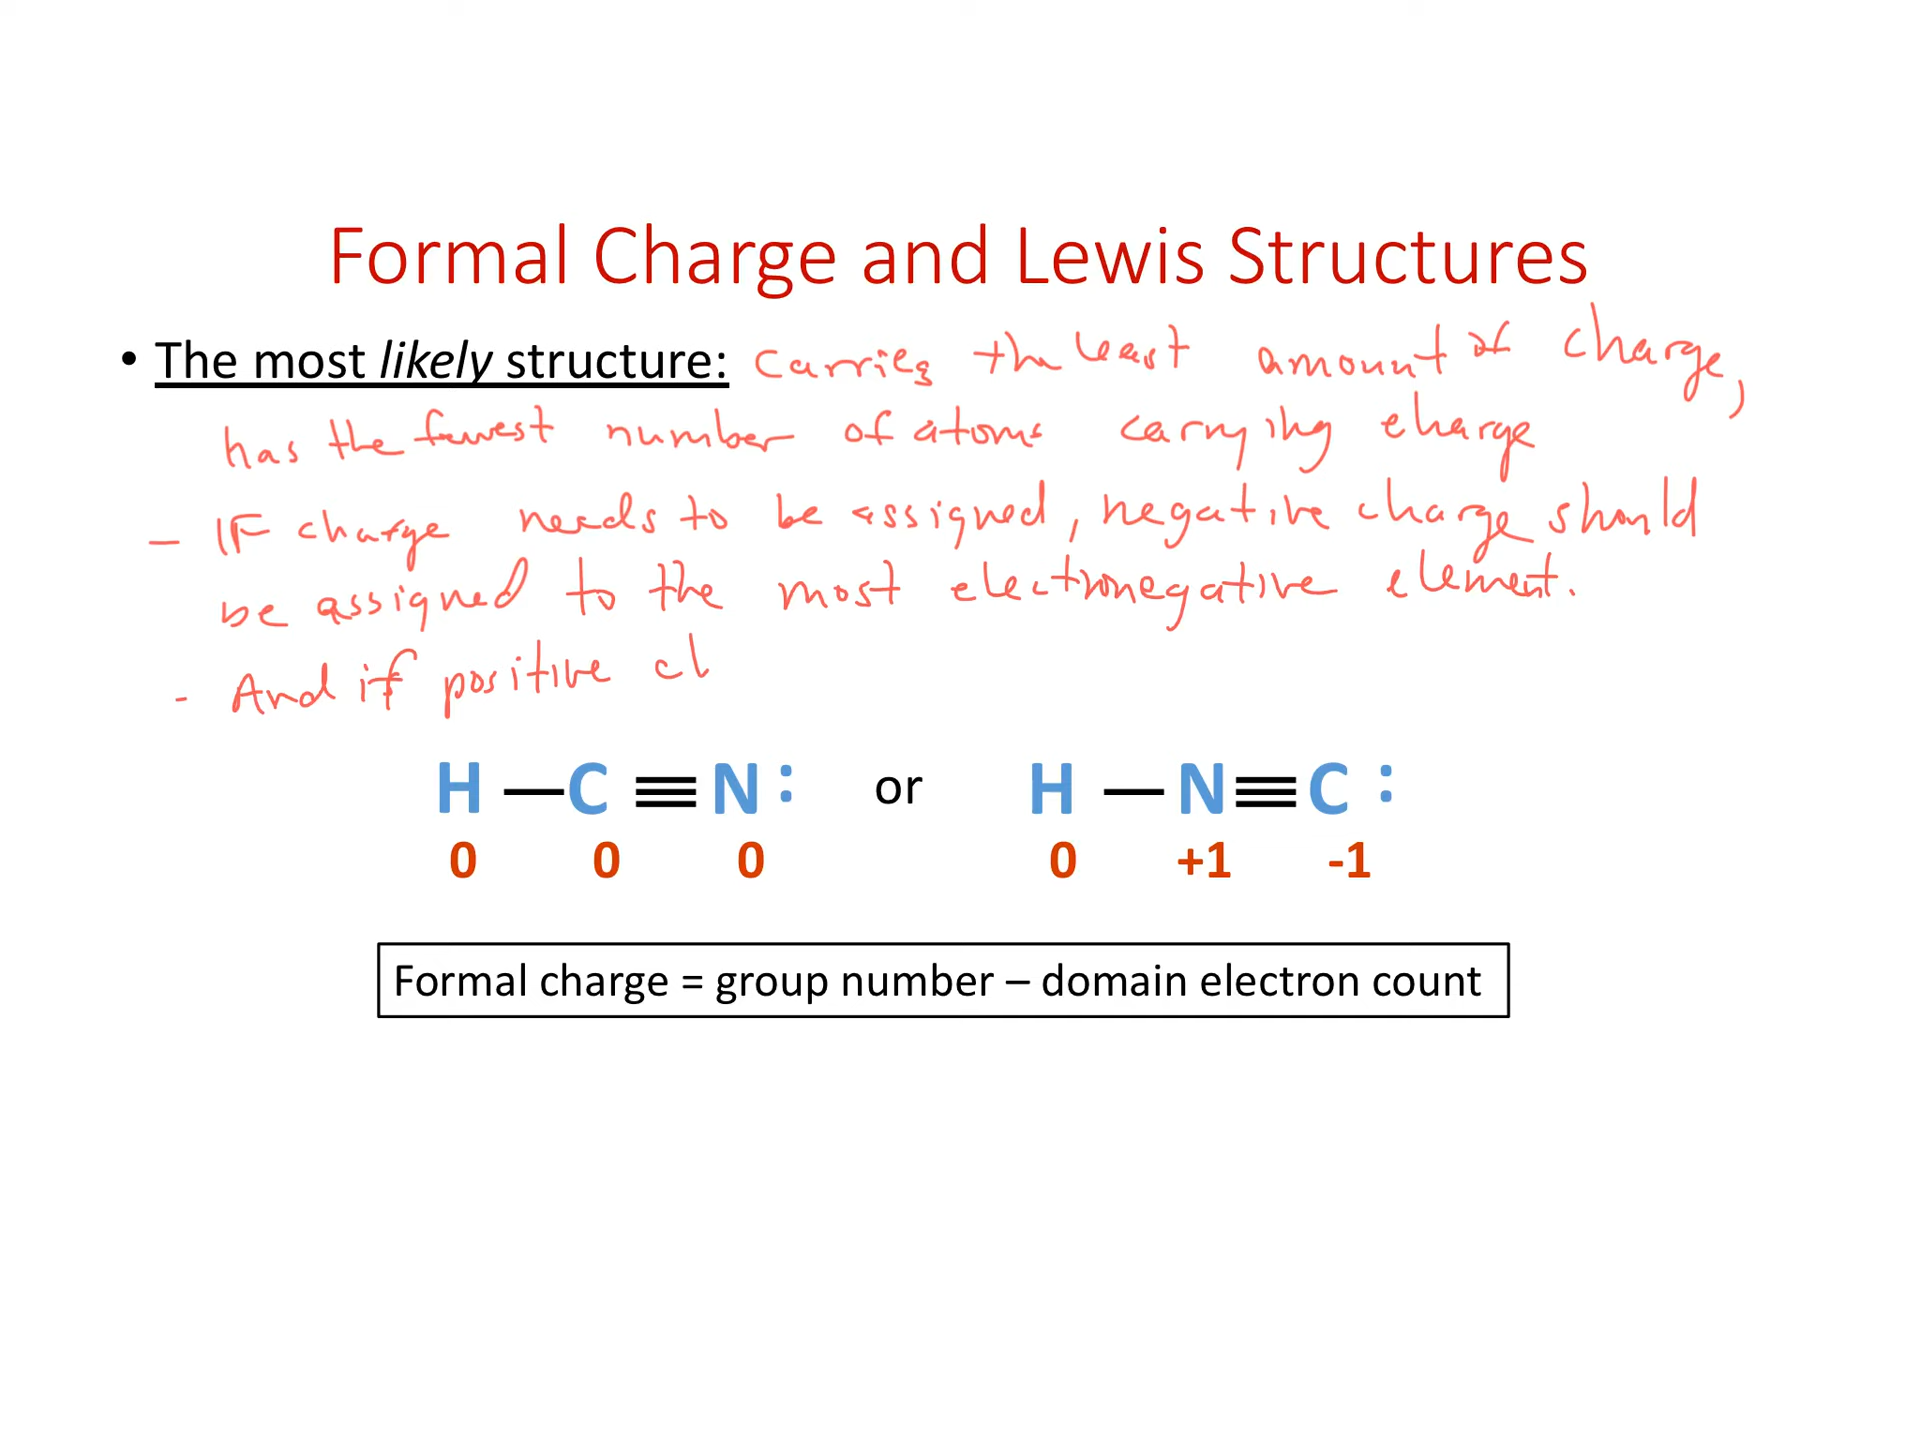 Formal Charge and Lewis Structures
• The most likely structure: carries the least amount of charge,
has the fewest number of atoms carrying charge
- IF charge needs to be assigned, negative charge should
be assigned to the most electronegative element.
- And if positive ch
H — C ≡ N : or H — N ≡ C :
0 0 0 0 +1 -1
Formal charge = group number – domain electron count